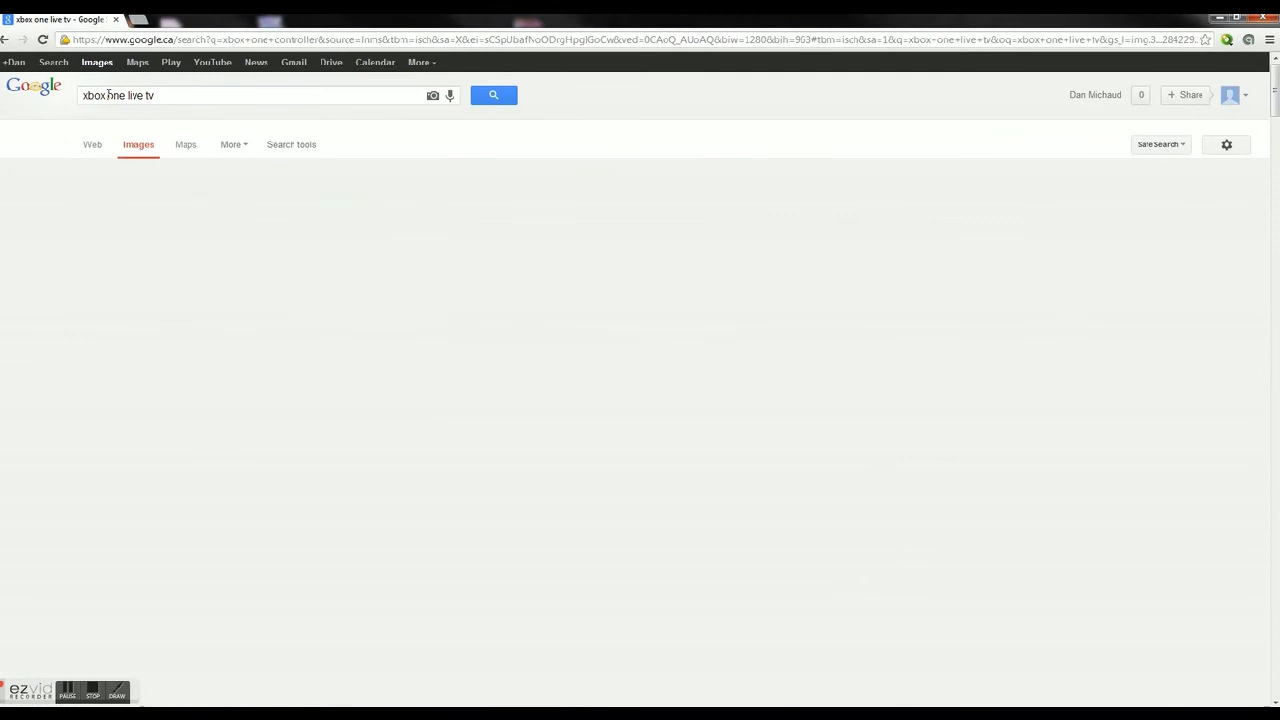 xbox one live tv - Google
https://www.google.ca/search?q=xbox+one+controller&source=lnms&tbm=isch&sa=X&ei=
+Dan Search Images Maps Play YouTube News Gmail Drive Calendar More
Google xbox one live tv Dan Michaud 0 + Share
Web Images Maps More Search tools SafeSearch
ezvid
RECORDER PAUSE STOP DRAW